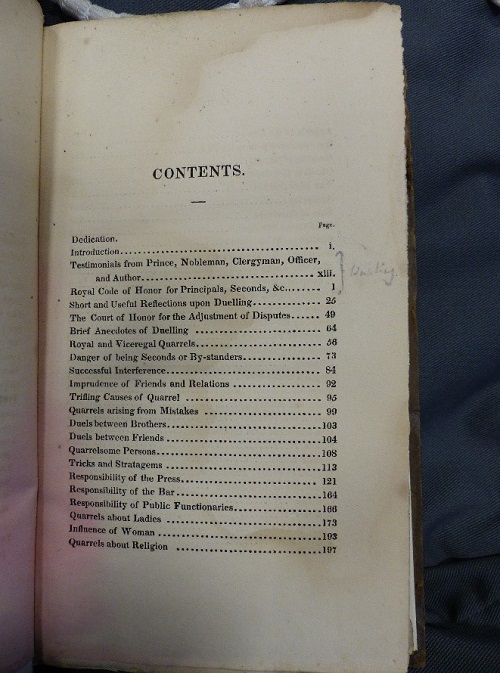 CONTENTS.
Page.
Dedication.
Introduction.................................................. i.
Testimonials from Prince, Nobleman, Clergyman, Officer,
and Author........................................ xiii.
Royal Code of Honor for Principals, Seconds, &c...... 1
Short and Useful Reflections upon Duelling............ 25
The Court of Honor for the Adjustment of Disputes...... 49
Brief Anecdotes of Duelling ........................... 64
Royal and Viceregal Quarrels........................... 56
Danger of being Seconds or By-standers................. 73
Successful Interference................................ 84
Imprudence of Friends and Relations ................... 92
Trifling Causes of Quarrel ............................ 95
Quarrels arising from Mistakes ........................ 99
Duels between Brothers.................................103
Duels between Friends ................................. 104
Quarrelsome Persons....................................108
Tricks and Stratagems ................................. 113
Responsibility of the Press............................ 121
Responsibility of the Bar ............................. 164
Responsibility of Public Functionaries................. 166
Quarrels about Ladies ................................. 173
Influence of Woman ....................................193
Quarrels about Religion ...............................197